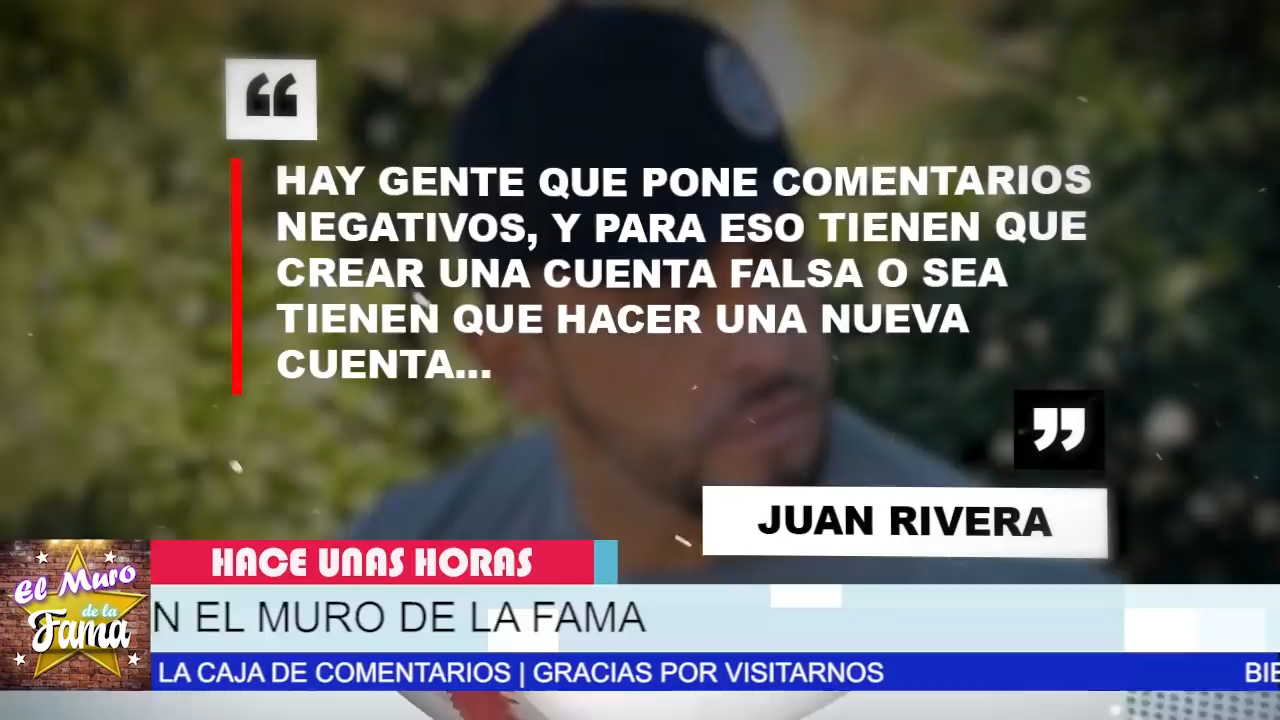 “
HAY GENTE QUE PONE COMENTARIOS
NEGATIVOS, Y PARA ESO TIENEN QUE
CREAR UNA CUENTA FALSA O SEA
TIENEN QUE HACER UNA NUEVA
CUENTA...
”
JUAN RIVERA
HACE UNAS HORAS
El Muro
de la
Fama
N EL MURO DE LA FAMA
LA CAJA DE COMENTARIOS | GRACIAS POR VISITARNOS
BIE